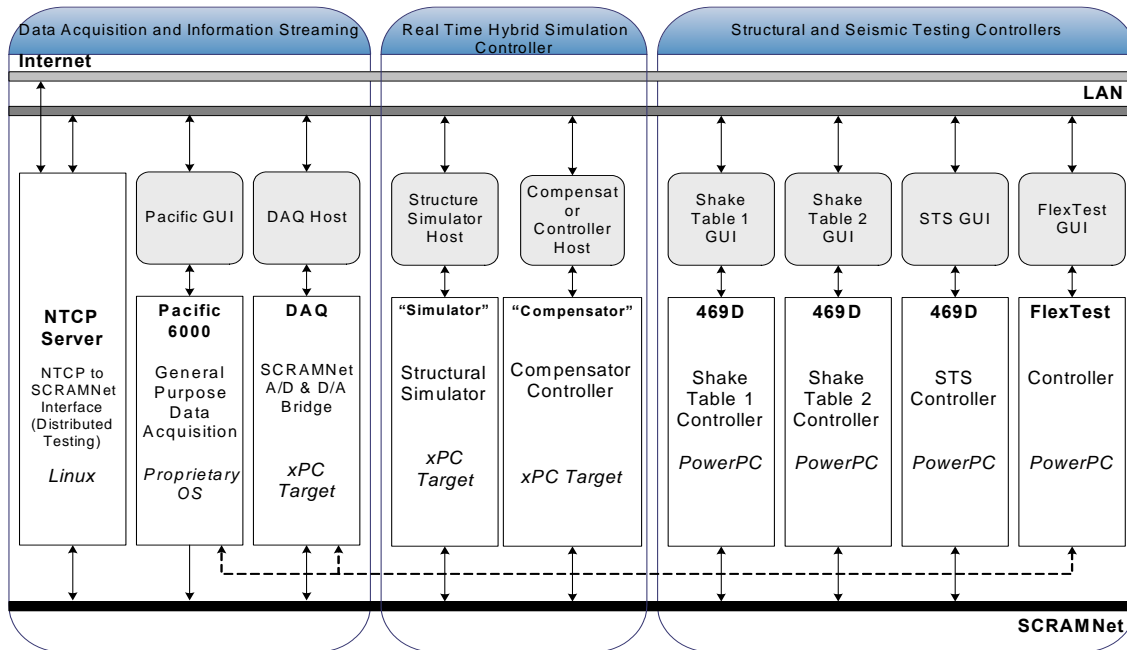 Data Acquisition and Information Streaming
Real Time Hybrid Simulation
Controller
Structural and Seismic Testing Controllers
Internet
LAN
Pacific GUI
DAQ Host
Structure
Simulator
Host
Compensat
or
Controller
Host
Shake
Table 1
GUI
Shake
Table 2
GUI
STS GUI
FlexTest
GUI
NTCP
Server
NTCP to
SCRAMNet
Interface
(Distributed
Testing)
Linux
Pacific
6000
General
Purpose
Data
Acquisition
Proprietary
OS
DAQ
SCRAMNet
A/D & D/A
Bridge
xPC
Target
“Simulator”
Structural
Simulator
xPC
Target
“Compensator”
Compensator
Controller
xPC Target
469D
Shake
Table 1
Controller
PowerPC
469D
Shake
Table 2
Controller
PowerPC
469D
STS
Controller
PowerPC
FlexTest
Controller
PowerPC
SCRAMNet